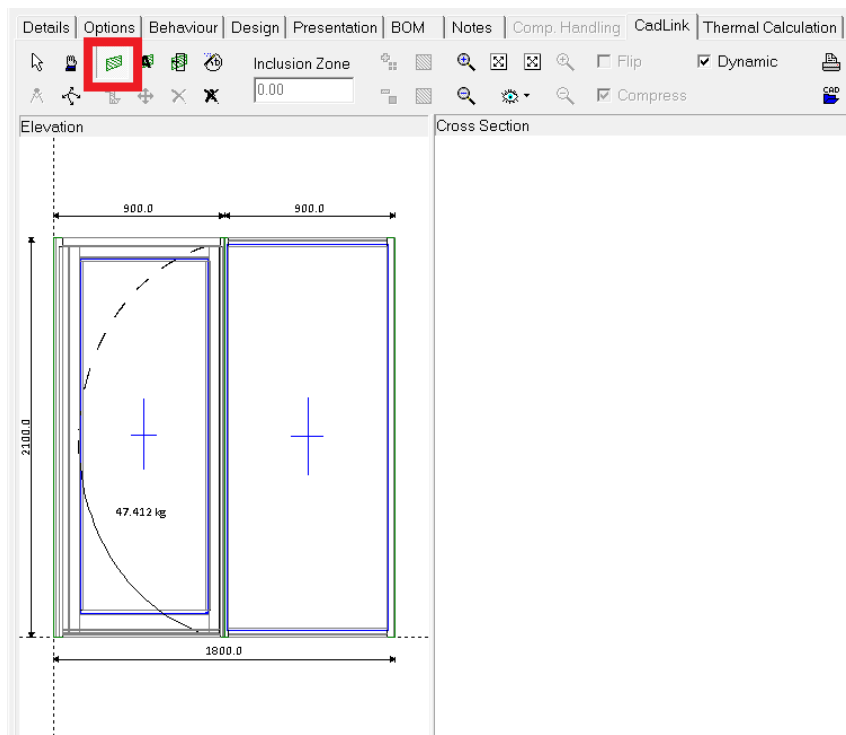 Details Options Behaviour Design Presentation BOM Notes Comp. Handling CadLink Thermal Calculation
Inclusion Zone Flip Dynamic
0.00 Compress CAD
Elevation Cross Section
900.0 900.0
2100.0
47.412 kg
1800.0